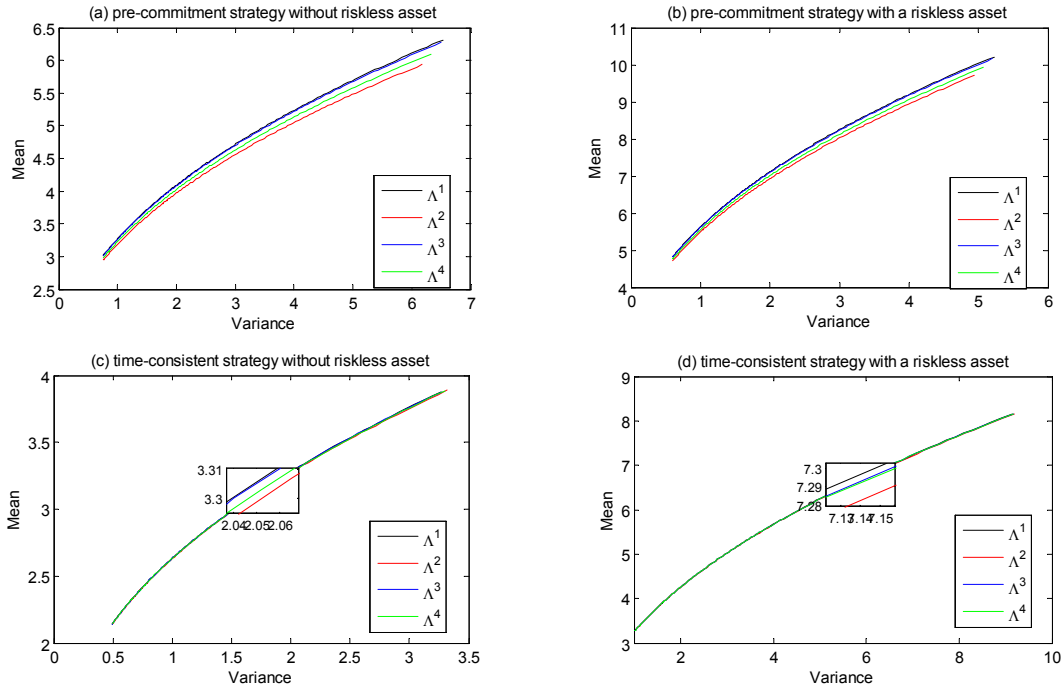 (a) pre-commitment strategy without riskless asset
6.5
6
5.5
5
4.5
4
3.5
3
2.5
Mean
0 1 2 3 4 5 6 7
Variance
Λ1
Λ2
Λ3
Λ4
(b) pre-commitment strategy with a riskless asset
11
10
9
8
7
6
5
4
Mean
0 1 2 3 4 5 6
Variance
Λ1
Λ2
Λ3
Λ4
(c) time-consistent strategy without riskless asset
4
3.5
3
2.5
2
Mean
3.31
3.3
2.04 2.05 2.06
0 0.5 1 1.5 2 2.5 3 3.5
Variance
Λ1
Λ2
Λ3
Λ4
(d) time-consistent strategy with a riskless asset
9
8
7
6
5
4
3
Mean
7.3
7.29
7.28
7.13 7.14 7.15
2 4 6 8 10
Variance
Λ1
Λ2
Λ3
Λ4